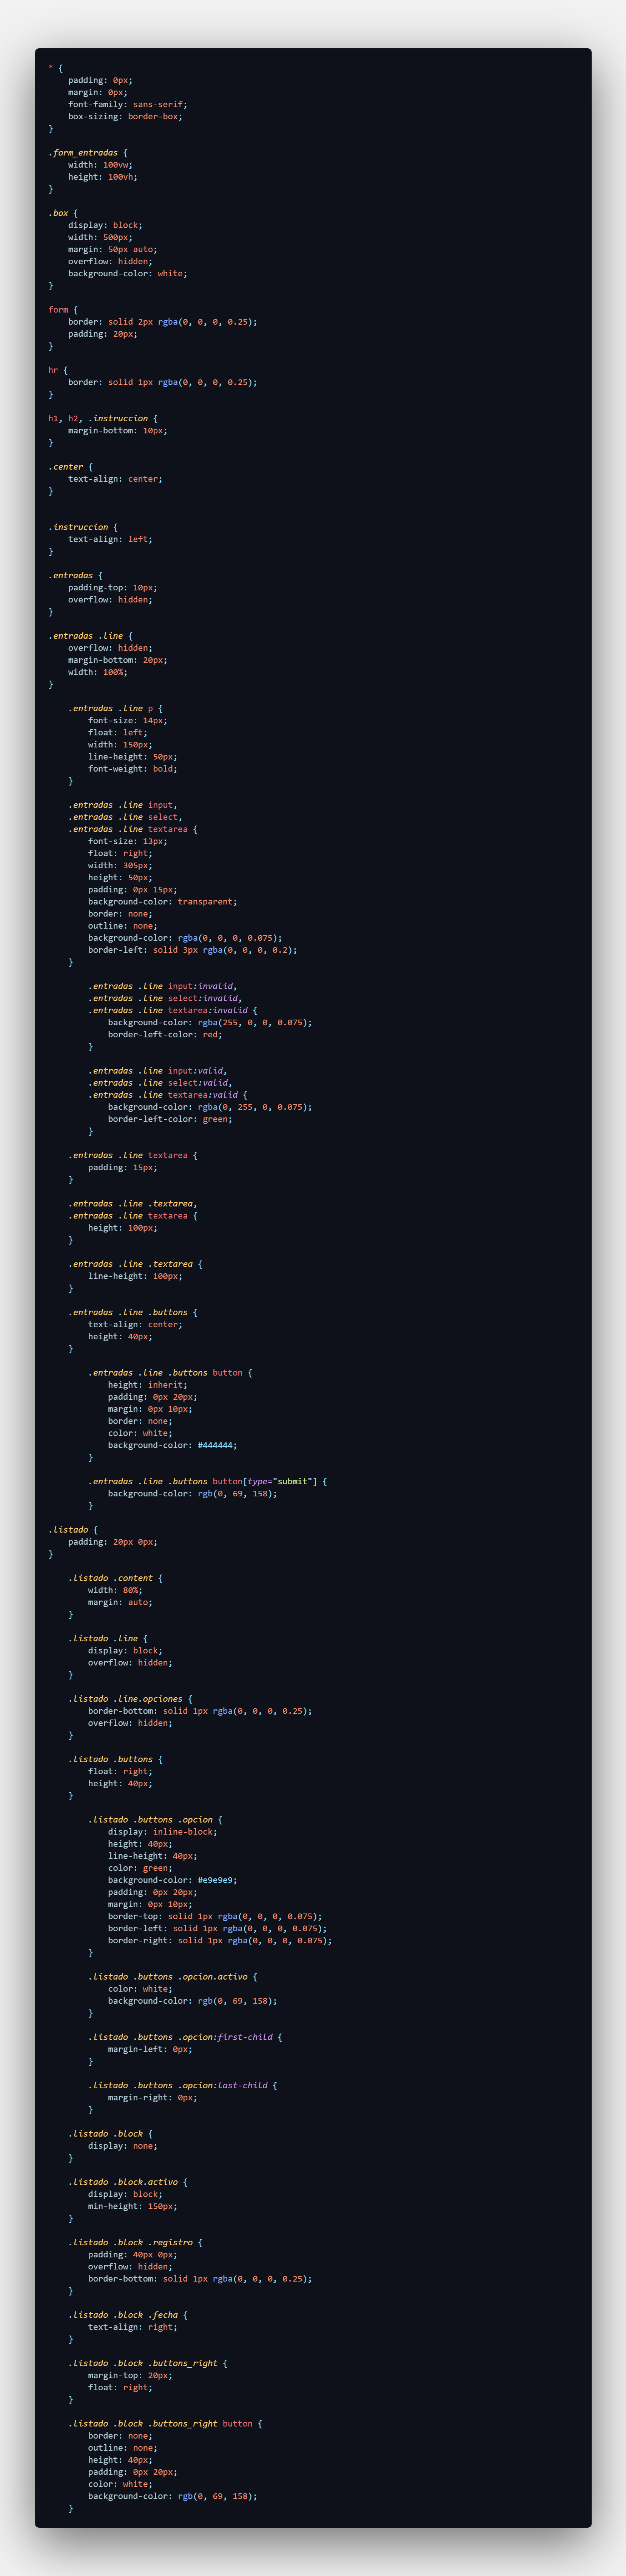 * {
    padding: 0px;
    margin: 0px;
    font-family: sans-serif;
    box-sizing: border-box;
}

.form_entradas {
    width: 100vw;
    height: 100vh;
}

.box {
    display: block;
    width: 500px;
    margin: 50px auto;
    overflow: hidden;
    background-color: white;
}

form {
    border: solid 2px rgba(0, 0, 0, 0.25);
    padding: 20px;
}

hr {
    border: solid 1px rgba(0, 0, 0, 0.25);
}

h1, h2, .instruccion {
    margin-bottom: 10px;
}

.center {
    text-align: center;
}


.instruccion {
    text-align: left;
}

.entradas {
    padding-top: 10px;
    overflow: hidden;
}

.entradas .line {
    overflow: hidden;
    margin-bottom: 20px;
    width: 100%;
}

    .entradas .line p {
        font-size: 14px;
        float: left;
        width: 150px;
        line-height: 50px;
        font-weight: bold;
    }

    .entradas .line input,
    .entradas .line select,
    .entradas .line textarea {
        font-size: 13px;
        float: right;
        width: 305px;
        height: 50px;
        padding: 0px 15px;
        background-color: transparent;
        border: none;
        outline: none;
        background-color: rgba(0, 0, 0, 0.075);
        border-left: solid 3px rgba(0, 0, 0, 0.2);
    }

        .entradas .line input:invalid,
        .entradas .line select:invalid,
        .entradas .line textarea:invalid {
            background-color: rgba(255, 0, 0, 0.075);
            border-left-color: red;
        }

        .entradas .line input:valid,
        .entradas .line select:valid,
        .entradas .line textarea:valid {
            background-color: rgba(0, 255, 0, 0.075);
            border-left-color: green;
        }

    .entradas .line textarea {
        padding: 15px;
    }

    .entradas .line .textarea,
    .entradas .line textarea {
        height: 100px;
    }

    .entradas .line .textarea {
        line-height: 100px;
    }

    .entradas .line .buttons {
        text-align: center;
        height: 40px;
    }

        .entradas .line .buttons button {
            height: inherit;
            padding: 0px 20px;
            margin: 0px 10px;
            border: none;
            color: white;
            background-color: #444444;
        }

        .entradas .line .buttons button[type="submit"] {
            background-color: rgb(0, 69, 158);
        }

.listado {
    padding: 20px 0px;
}

    .listado .content {
        width: 80%;
        margin: auto;
    }

    .listado .line {
        display: block;
        overflow: hidden;
    }

    .listado .line.opciones {
        border-bottom: solid 1px rgba(0, 0, 0, 0.25);
        overflow: hidden;
    }

    .listado .buttons {
        float: right;
        height: 40px;
    }

        .listado .buttons .opcion {
            display: inline-block;
            height: 40px;
            line-height: 40px;
            color: green;
            background-color: #e9e9e9;
            padding: 0px 20px;
            margin: 0px 10px;
            border-top: solid 1px rgba(0, 0, 0, 0.075);
            border-left: solid 1px rgba(0, 0, 0, 0.075);
            border-right: solid 1px rgba(0, 0, 0, 0.075);
        }

        .listado .buttons .opcion.activo {
            color: white;
            background-color: rgb(0, 69, 158);
        }

        .listado .buttons .opcion:first-child {
            margin-left: 0px;
        }

        .listado .buttons .opcion:last-child {
            margin-right: 0px;
        }

    .listado .block {
        display: none;
    }

    .listado .block.activo {
        display: block;
        min-height: 150px;
    }

    .listado .block .registro {
        padding: 40px 0px;
        overflow: hidden;
        border-bottom: solid 1px rgba(0, 0, 0, 0.25);
    }

    .listado .block .fecha {
        text-align: right;
    }

    .listado .block .buttons_right {
        margin-top: 20px;
        float: right;
    }

    .listado .block .buttons_right button {
        border: none;
        outline: none;
        height: 40px;
        padding: 0px 20px;
        color: white;
        background-color: rgb(0, 69, 158);
    }